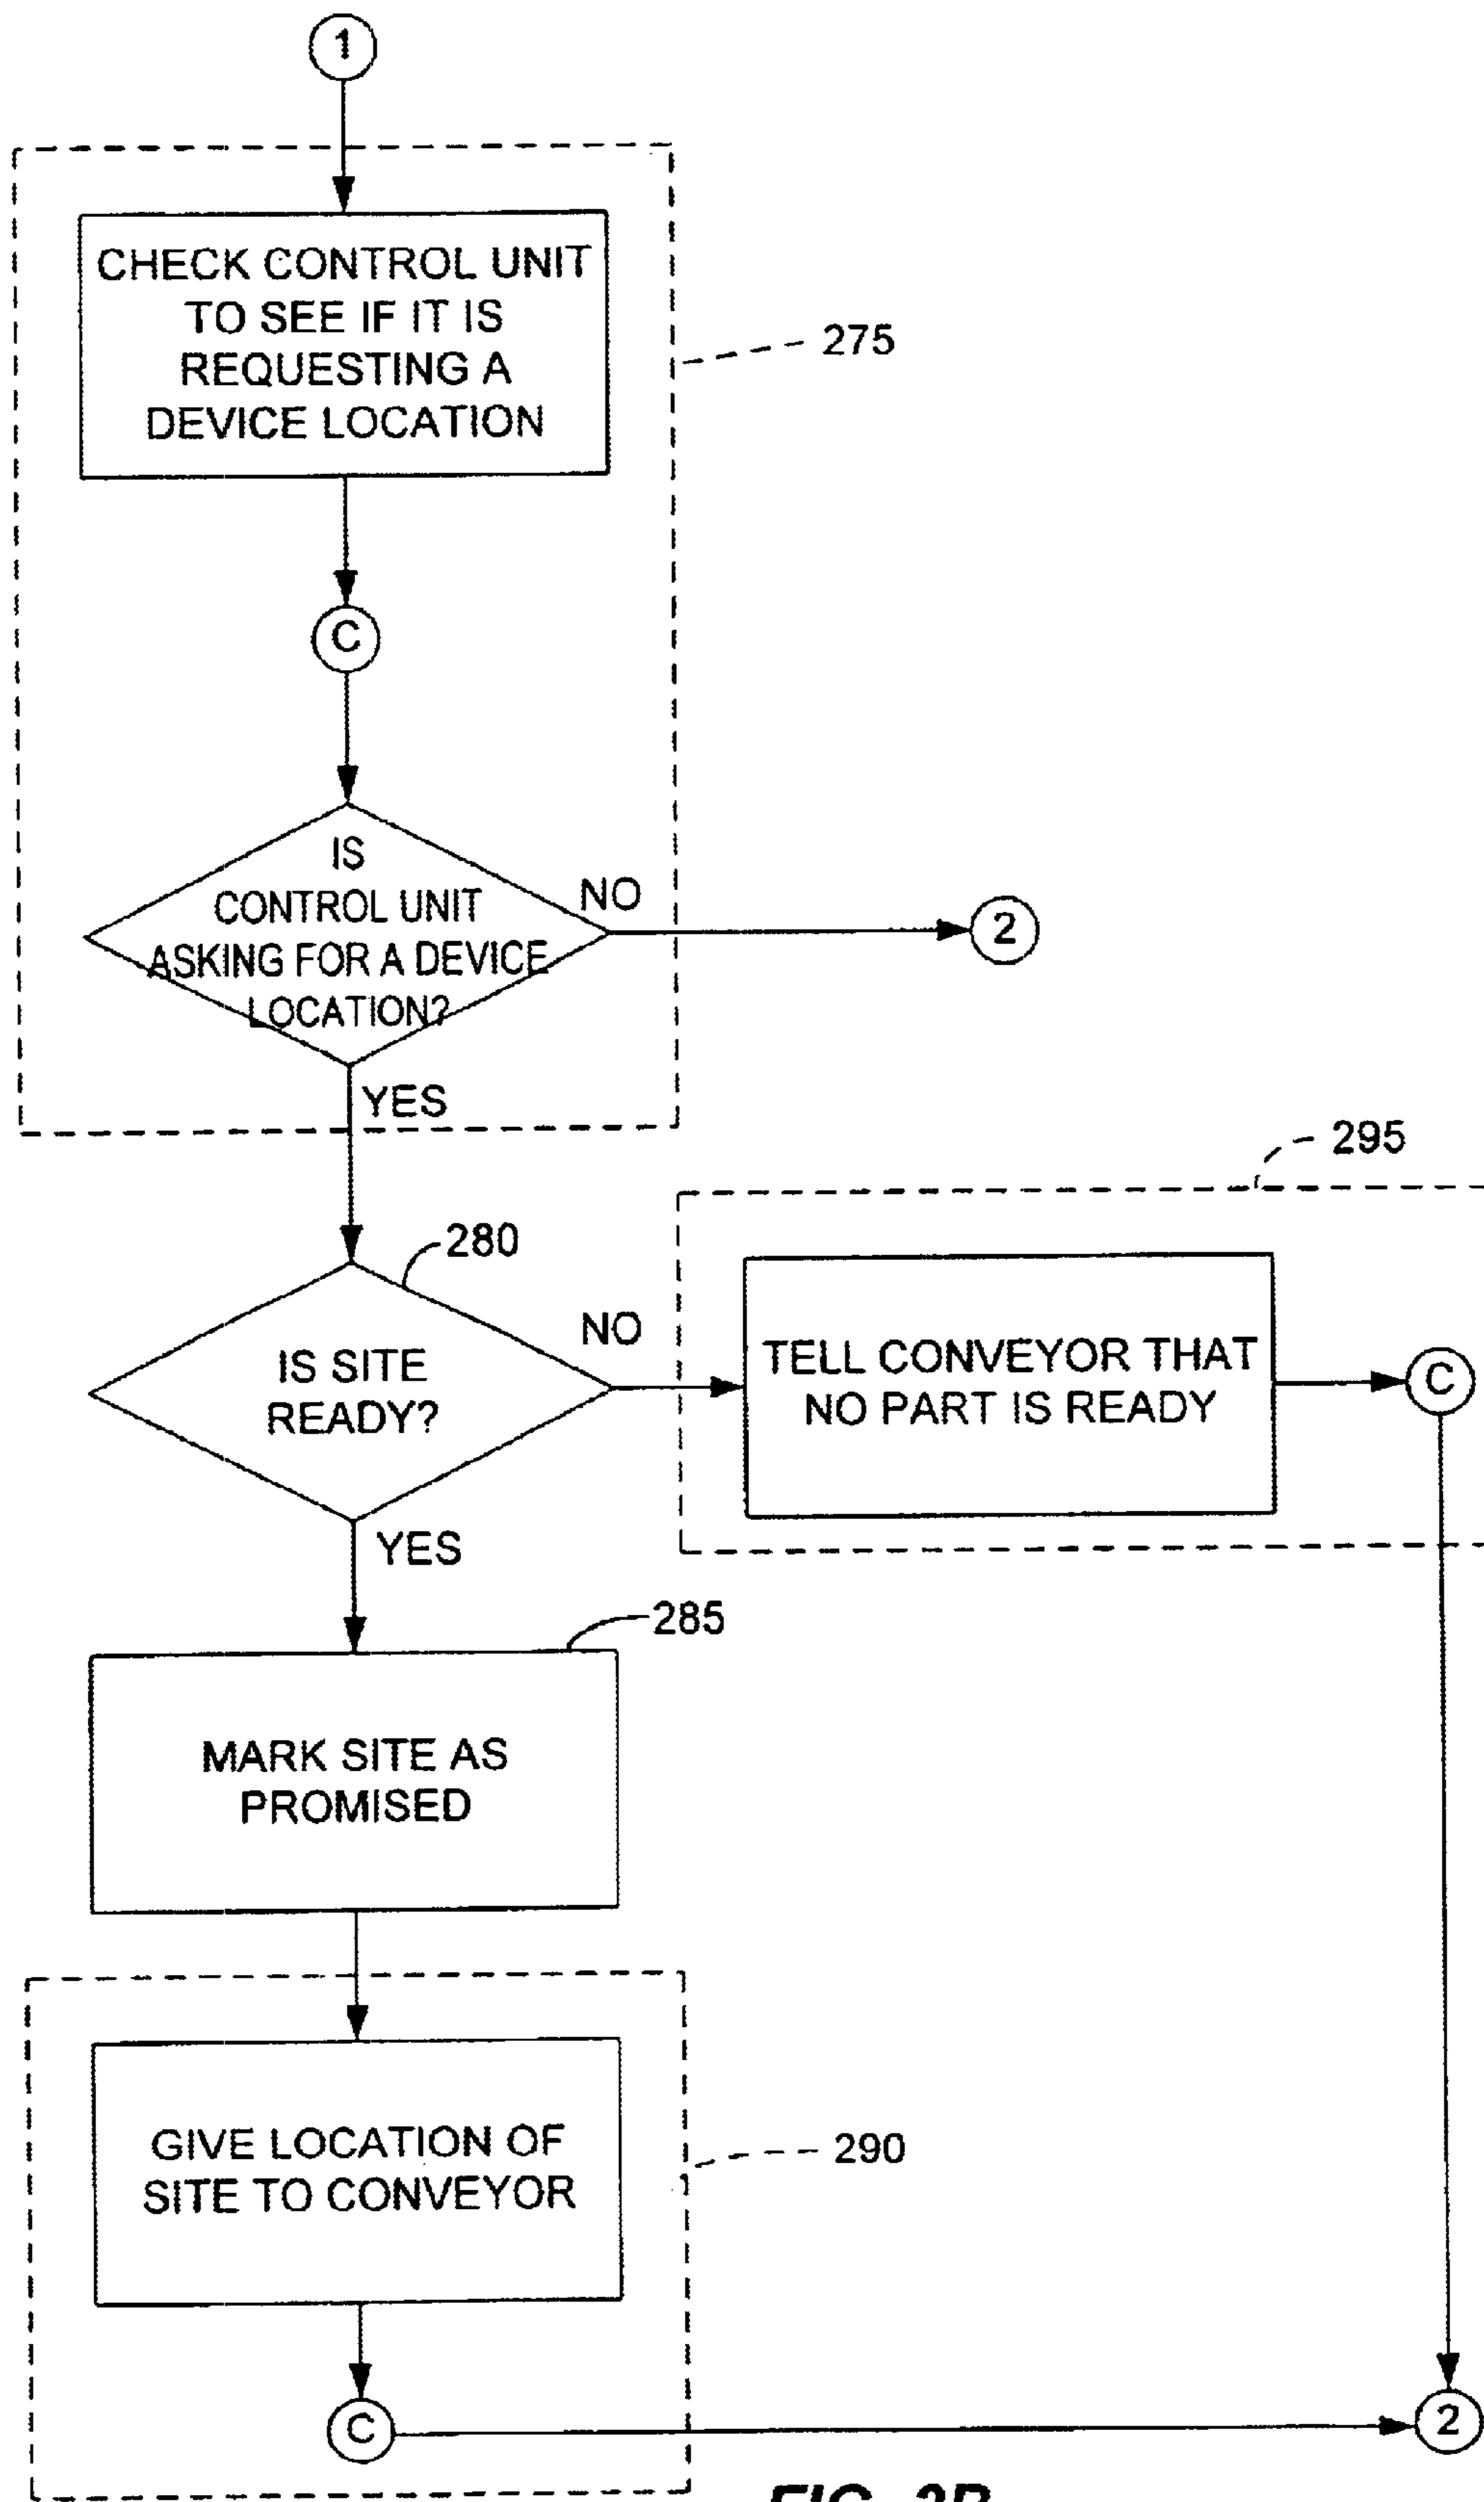 1
CHECK CONTROL UNIT
TO SEE IF IT IS
REQUESTING A
DEVICE LOCATION
275
C
IS
CONTROL UNIT
ASKING FOR A DEVICE
LOCATION?
NO
2
YES
295
280
IS SITE
READY?
NO
TELL CONVEYOR THAT
NO PART IS READY
C
YES
285
MARK SITE AS
PROMISED
GIVE LOCATION OF
SITE TO CONVEYOR
290
C
2